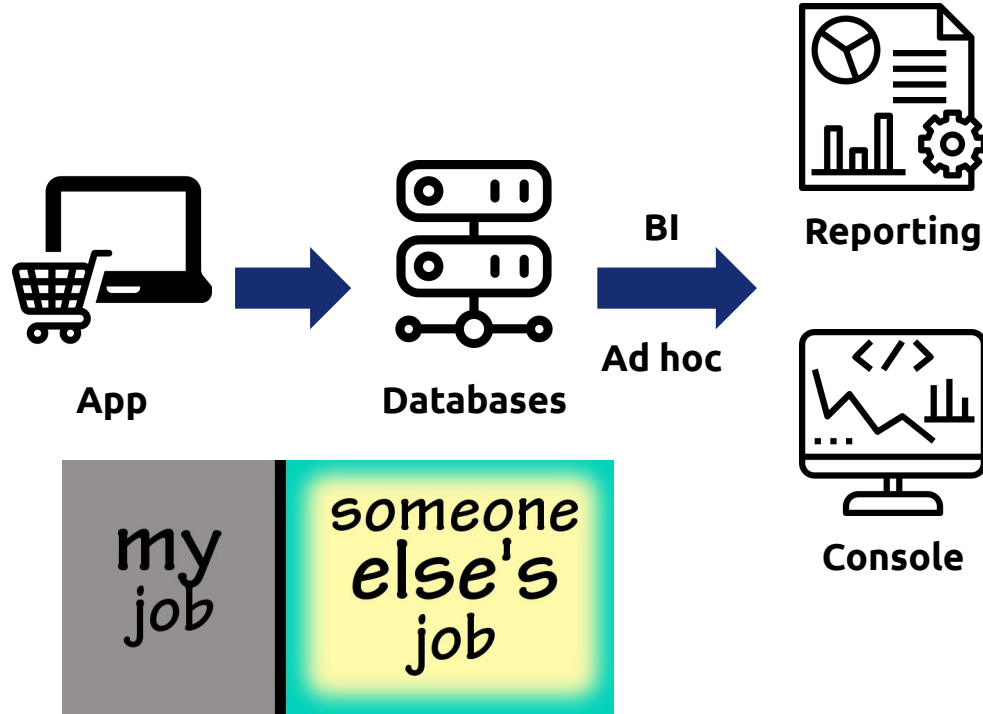 BI
Reporting
Ad hoc
App
Databases
</>
Console
my
job
someone
else's
job